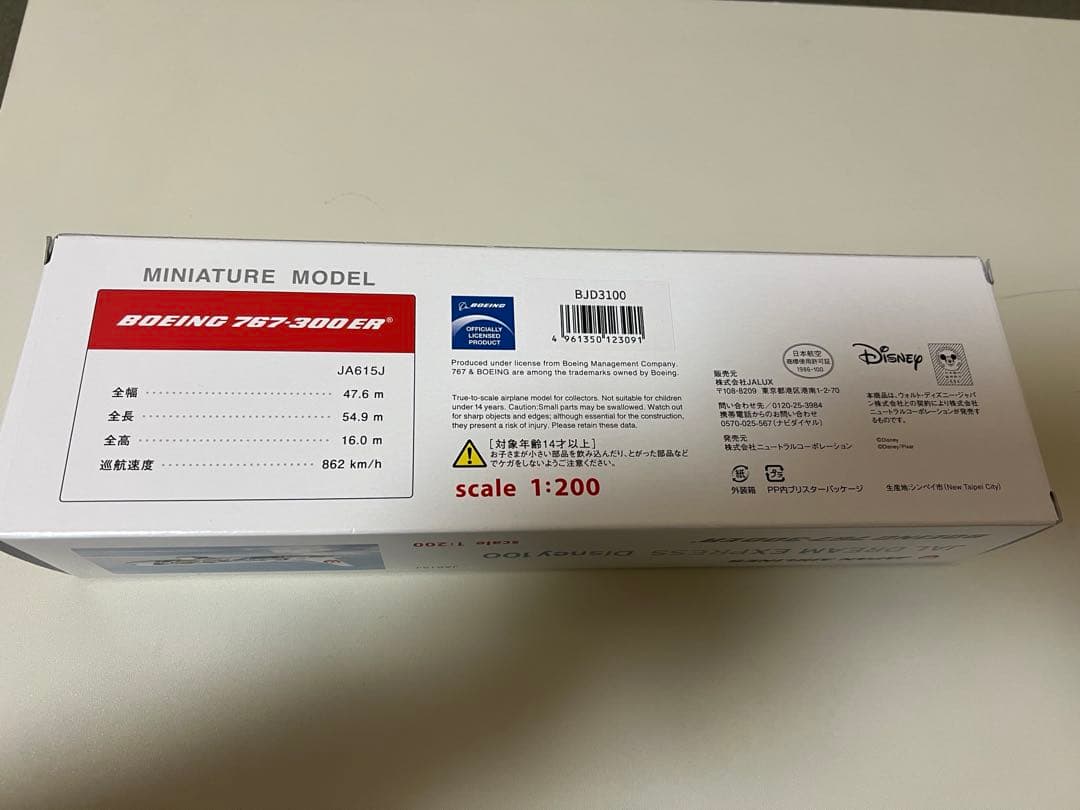 MINIATURE MODEL
BOEING 767-300ER®
JA615J
全幅 47.6 m
全長 54.9 m
全高 16.0 m
巡航速度 862 km/h
BOEING
OFFICIALLY
LICENSED
PRODUCT
BJD3100
4 961350 123091
Produced under license from Boeing Management Company.
767 & BOEING are among the trademarks owned by Boeing.
True-to-scale airplane model for collectors. Not suitable for children
under 14 years. Caution:Small parts may be swallowed. Watch out
for sharp objects and edges; although essential for the construction,
they present a risk of injury. Please retain these data.
[対象年齢14才以上]
お子さまが小さい部品を飲み込んだり、とがった部品など
でケガをしないようご注意ください。
scale 1:200
日本航空
商標使用許可証
1986-100
販売元
株式会社JALUX
〒108-8209 東京都港区港南1-2-70
問い合わせ先/0120-25-3984
携帯電話からのお問い合わせ
0570-025-567(ナビダイヤル)
発売元
株式会社ニュートラルコーポレーション
紙
外装箱
プラ
PP内ブリスターパッケージ
Disney
本商品は、ウォルト・ディズニー・ジャパ
ン株式会社との契約により株式会社
ニュートラルコーポレーションが発売す
るものです。
©Disney
©Disney/Pixar
生産地:シンペイ市(New Taipei City)
BOEING 767-300ER®
JAL DREAM EXPRESS Disney100
scale 1:200
JA615J